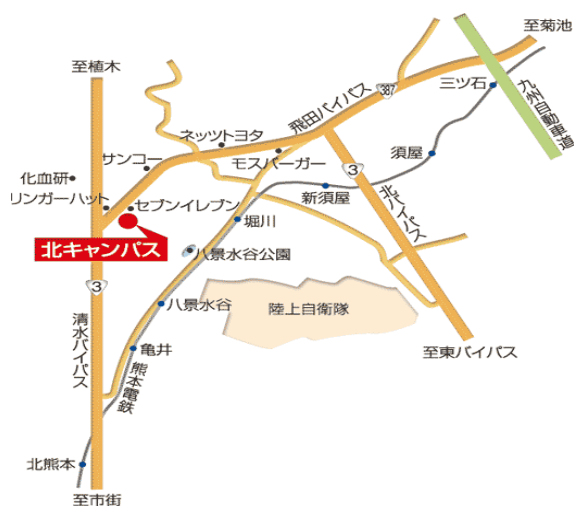 至菊池
至植木
387
三ツ石
九州自動車道
飛田バイパス
ネッツトヨタ
モスバーガー
サンコー
須屋
3
化血研
リンガーハット
セブンイレブン
新須屋
北バイパス
堀川
北キャンパス
八景水谷公園
3
八景水谷
陸上自衛隊
清水バイパス
亀井
至東バイパス
熊本電鉄
北熊本
至市街